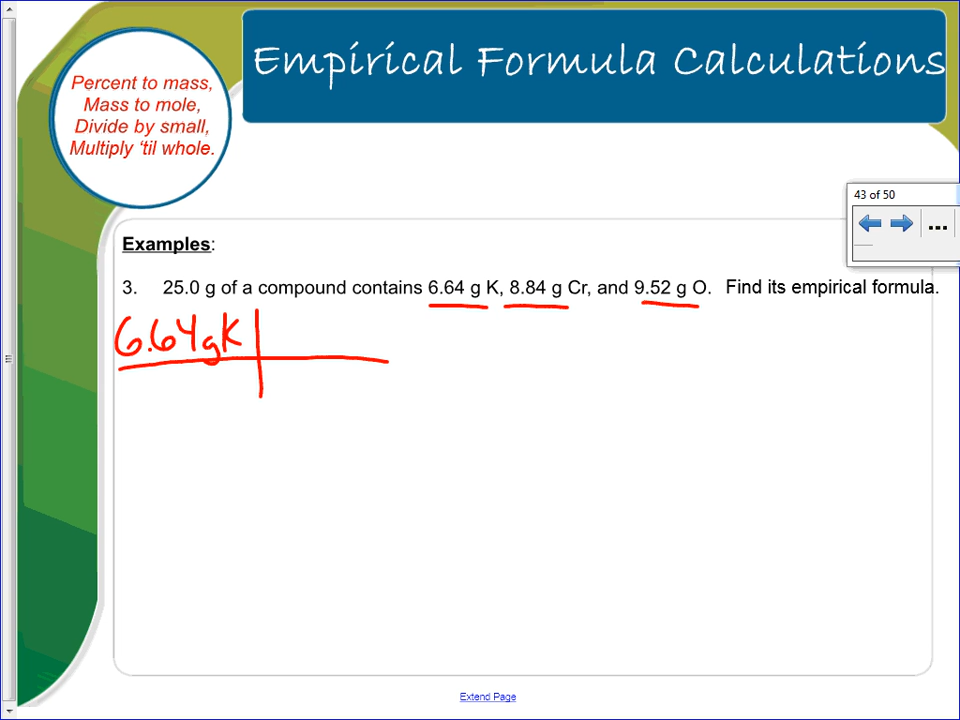 Empirical Formula Calculations
Percent to mass,
Mass to mole,
Divide by small,
Multiply ‘til whole.
43 of 50
...
Examples:
3. 25.0 g of a compound contains 6.64 g K, 8.84 g Cr, and 9.52 g O. Find its empirical formula.
6.64gK
Extend Page